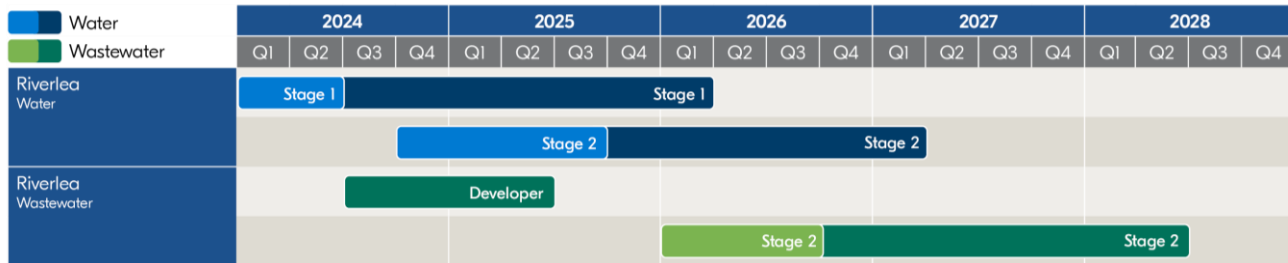 Water 2024 2025 2026 2027 2028
Wastewater Q1 Q2 Q3 Q4 Q1 Q2 Q3 Q4 Q1 Q2 Q3 Q4 Q1 Q2 Q3 Q4 Q1 Q2 Q3 Q4
Riverlea
Water
Stage 1 Stage 1
Stage 2 Stage 2
Riverlea
Wastewater
Developer
Stage 2 Stage 2